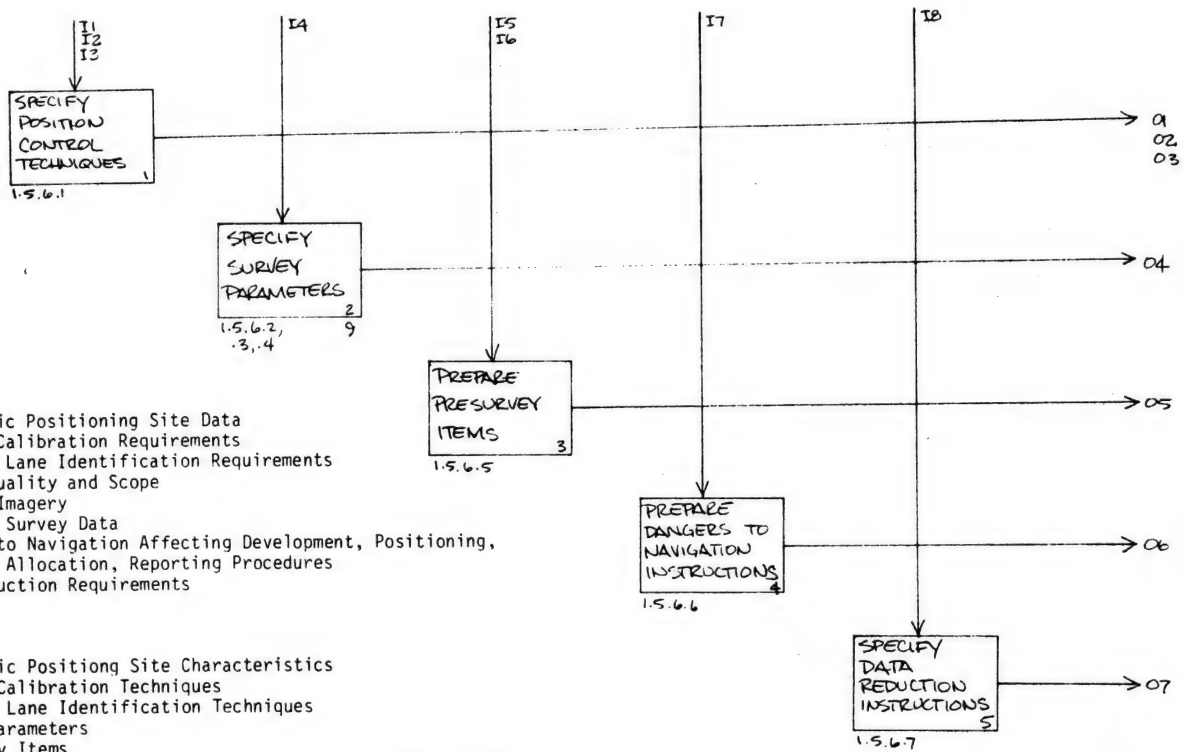 I1
I2
I3
I4
I5
I6
I7
I8
SPECIFY
POSITION
CONTROL
TECHNIQUES
1
1.5.6.1
O1
O2
O3
SPECIFY
SURVEY
PARAMETERS
2
1.5.6.2,
.3,.4
9
O4
PREPARE
PRESURVEY
ITEMS
3
1.5.6.5
O5
ic Positioning Site Data
Calibration Requirements
Lane Identification Requirements
uality and Scope
Imagery
Survey Data
to Navigation Affecting Development, Positioning,
Allocation, Reporting Procedures
uction Requirements
PREPARE
DANGERS TO
NAVIGATION
INSTRUCTIONS
4
1.5.6.6
O6
ic Positiong Site Characteristics
Calibration Techniques
Lane Identification Techniques
arameters
y Items
SPECIFY
DATA
REDUCTION
INSTRUCTIONS
5
1.5.6.7
O7